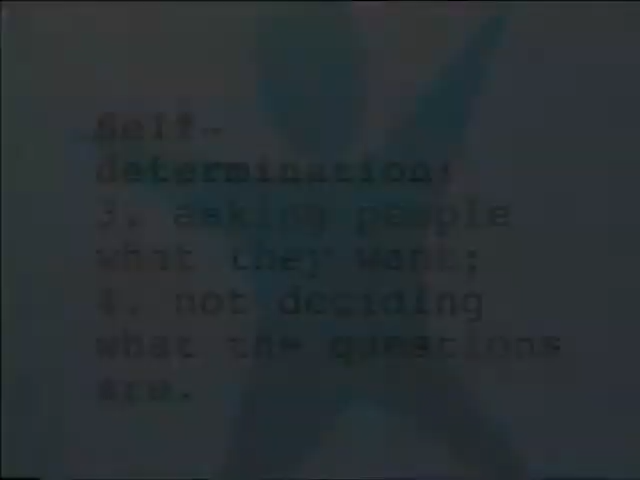 Self-
determination:
3. asking people
what they want;
4. not deciding
what the questions
are.